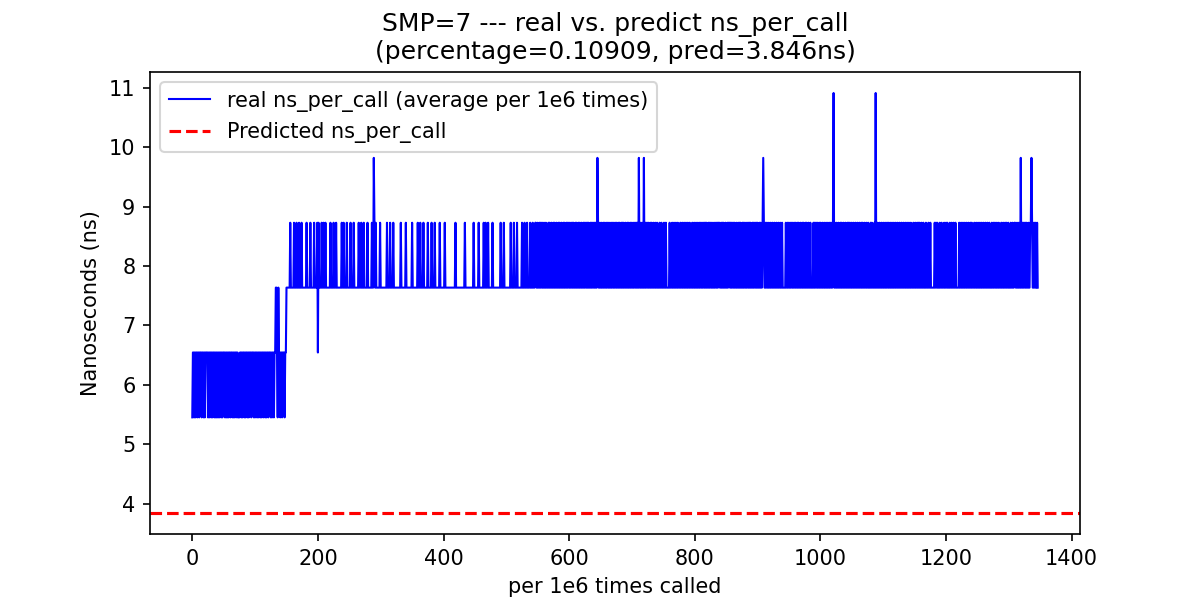 SMP=7 --- real vs. predict ns_per_call
(percentage=0.10909, pred=3.846ns)
real ns_per_call (average per 1e6 times)
Predicted ns_per_call
Nanoseconds (ns)
11
10
9
8
7
6
5
4
0 200 400 600 800 1000 1200 1400
per 1e6 times called